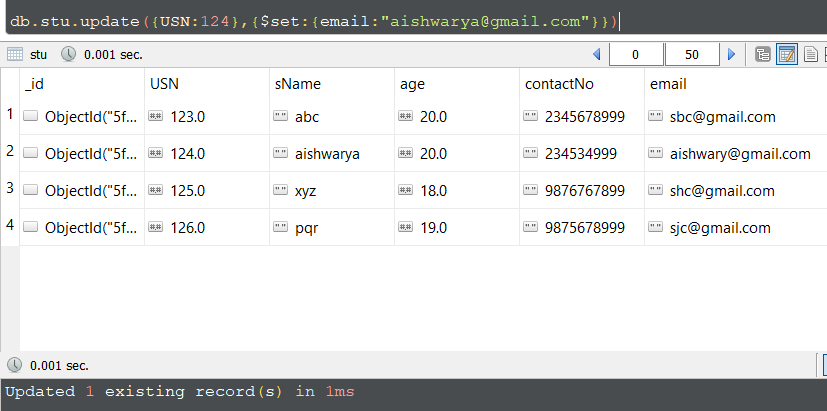 db.stu.update({USN:124},{$set:{email:"aishwarya@gmail.com"}})
stu 0.001 sec. 0 50
_id USN sName age contactNo email
1 ObjectId("5f... 123.0 abc 20.0 2345678999 sbc@gmail.com
2 ObjectId("5f... 124.0 aishwarya 20.0 234534999 aishwary@gmail.com
3 ObjectId("5f... 125.0 xyz 18.0 9876767899 shc@gmail.com
4 ObjectId("5f... 126.0 pqr 19.0 9875678999 sjc@gmail.com
0.001 sec.
Updated 1 existing record(s) in 1ms